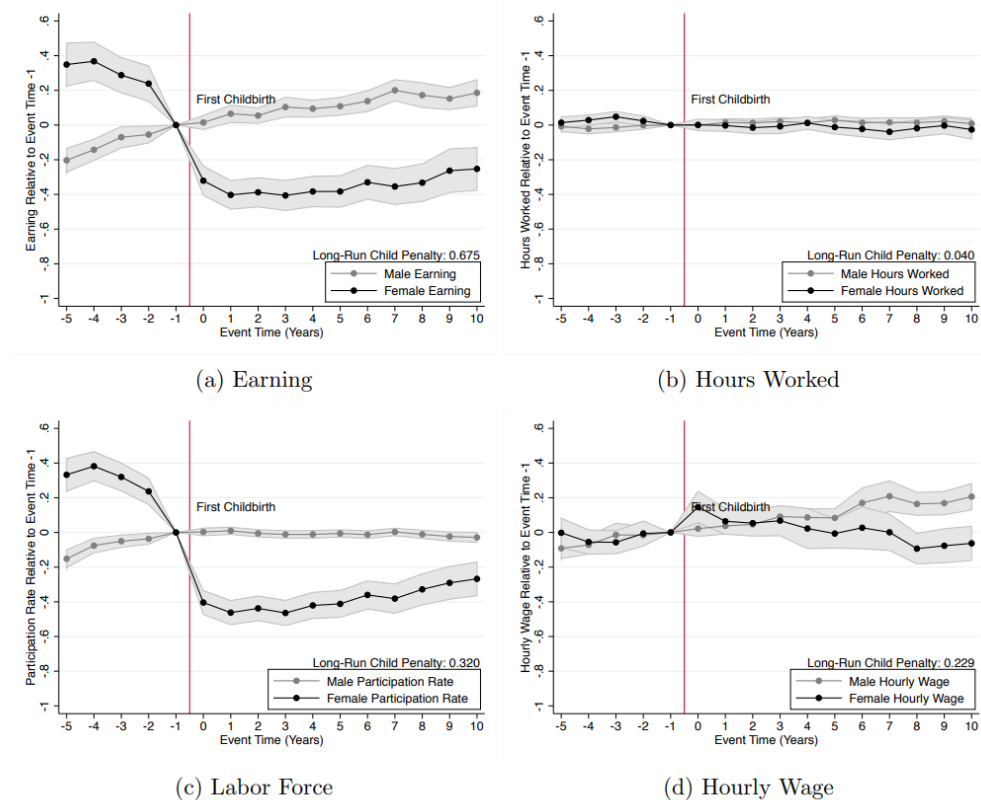 Earning Relative to Event Time -1
.6
.4
.2
0
-.2
-.4
-.6
-.8
-1
First Childbirth
Long-Run Child Penalty: 0.675
Male Earning
Female Earning
-5 -4 -3 -2 -1 0 1 2 3 4 5 6 7 8 9 10
Event Time (Years)
(a) Earning
Hours Worked Relative to Event Time -1
.6
.4
.2
0
-.2
-.4
-.6
-.8
-1
First Childbirth
Long-Run Child Penalty: 0.040
Male Hours Worked
Female Hours Worked
-5 -4 -3 -2 -1 0 1 2 3 4 5 6 7 8 9 10
Event Time (Years)
(b) Hours Worked
Participation Rate Relative to Event Time -1
.6
.4
.2
0
-.2
-.4
-.6
-.8
-1
First Childbirth
Long-Run Child Penalty: 0.320
Male Participation Rate
Female Participation Rate
-5 -4 -3 -2 -1 0 1 2 3 4 5 6 7 8 9 10
Event Time (Years)
(c) Labor Force
Hourly Wage Relative to Event Time -1
.6
.4
.2
0
-.2
-.4
-.6
-.8
-1
First Childbirth
Long-Run Child Penalty: 0.229
Male Hourly Wage
Female Hourly Wage
-5 -4 -3 -2 -1 0 1 2 3 4 5 6 7 8 9 10
Event Time (Years)
(d) Hourly Wage